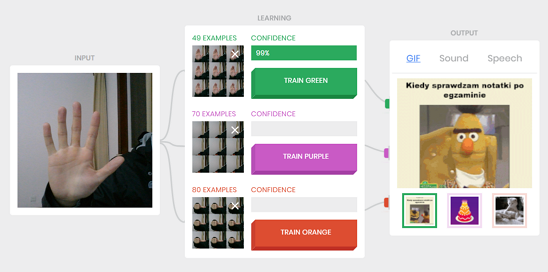 LEARNING
OUTPUT
INPUT
49 EXAMPLES
CONFIDENCE
99%
TRAIN GREEN
70 EXAMPLES
CONFIDENCE
TRAIN PURPLE
80 EXAMPLES
CONFIDENCE
TRAIN ORANGE
GIF Sound Speech
Kiedy sprawdzam notatki po
egzaminie